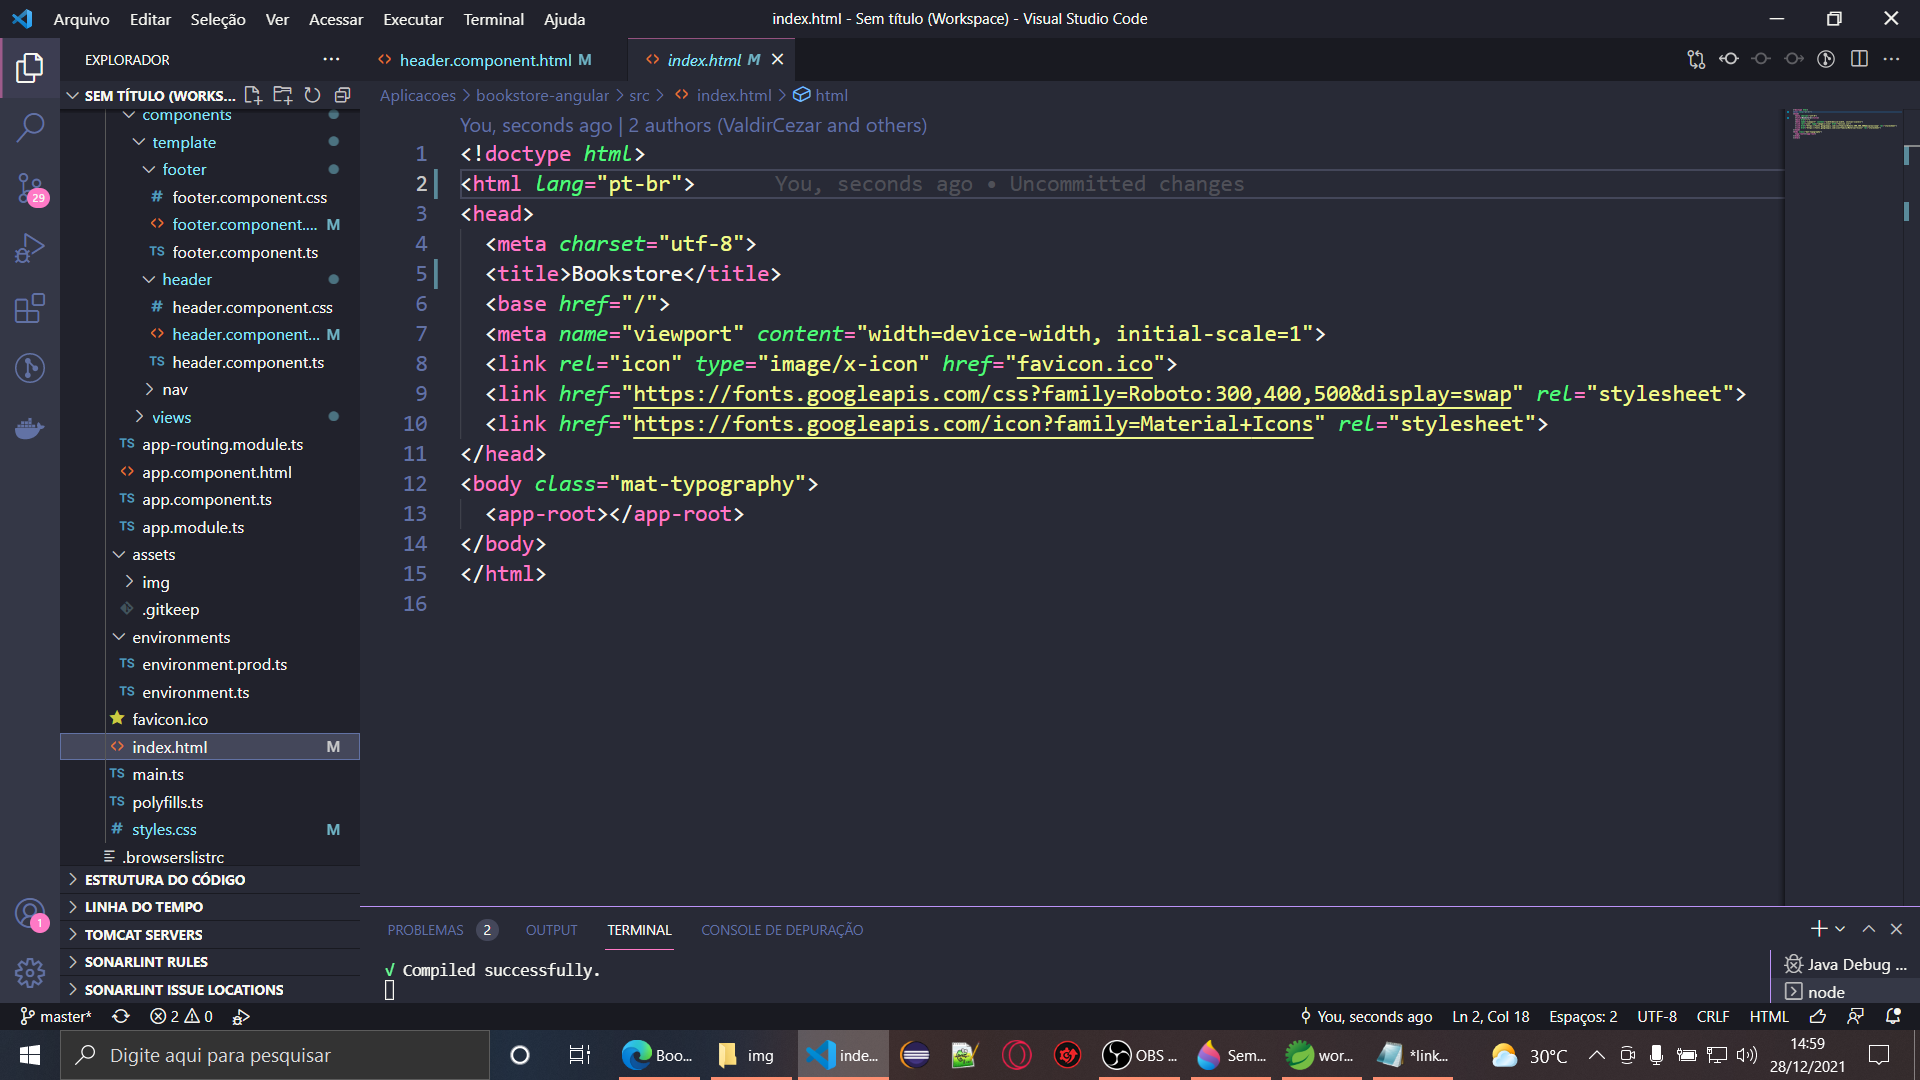 Arquivo Editar Seleção Ver Acessar Executar Terminal Ajuda
index.html - Sem título (Workspace) - Visual Studio Code
EXPLORADOR
header.component.html M
index.html M
SEM TÍTULO (WORKS...
Aplicacoes > bookstore-angular > src > index.html > html
components
template
footer
footer.component.css
footer.component.... M
TS footer.component.ts
header
header.component.css
header.component... M
TS header.component.ts
nav
views
TS app-routing.module.ts
app.component.html
TS app.component.ts
TS app.module.ts
assets
img
.gitkeep
environments
TS environment.prod.ts
TS environment.ts
favicon.ico
index.html M
TS main.ts
TS polyfills.ts
# styles.css M
.browserslistrc
ESTRUTURA DO CÓDIGO
LINHA DO TEMPO
TOMCAT SERVERS
SONARLINT RULES
SONARLINT ISSUE LOCATIONS
29
1
You, seconds ago | 2 authors (ValdirCezar and others)
1 <!doctype html>
2 <html lang="pt-br"> You, seconds ago • Uncommitted changes
3 <head>
4 <meta charset="utf-8">
5 <title>Bookstore</title>
6 <base href="/">
7 <meta name="viewport" content="width=device-width, initial-scale=1">
8 <link rel="icon" type="image/x-icon" href="favicon.ico">
9 <link href="https://fonts.googleapis.com/css?family=Roboto:300,400,500&display=swap" rel="stylesheet">
10 <link href="https://fonts.googleapis.com/icon?family=Material+Icons" rel="stylesheet">
11 </head>
12 <body class="mat-typography">
13 <app-root></app-root>
14 </body>
15 </html>
16
PROBLEMAS 2 OUTPUT TERMINAL CONSOLE DE DEPURAÇÃO
√ Compiled successfully.
Java Debug ...
node
master* 2 0
You, seconds ago Ln 2, Col 18 Espaços: 2 UTF-8 CRLF HTML
Digite aqui para pesquisar
Boo... img inde... OBS ... Sem... wor... *link...
30°C
14:59
28/12/2021